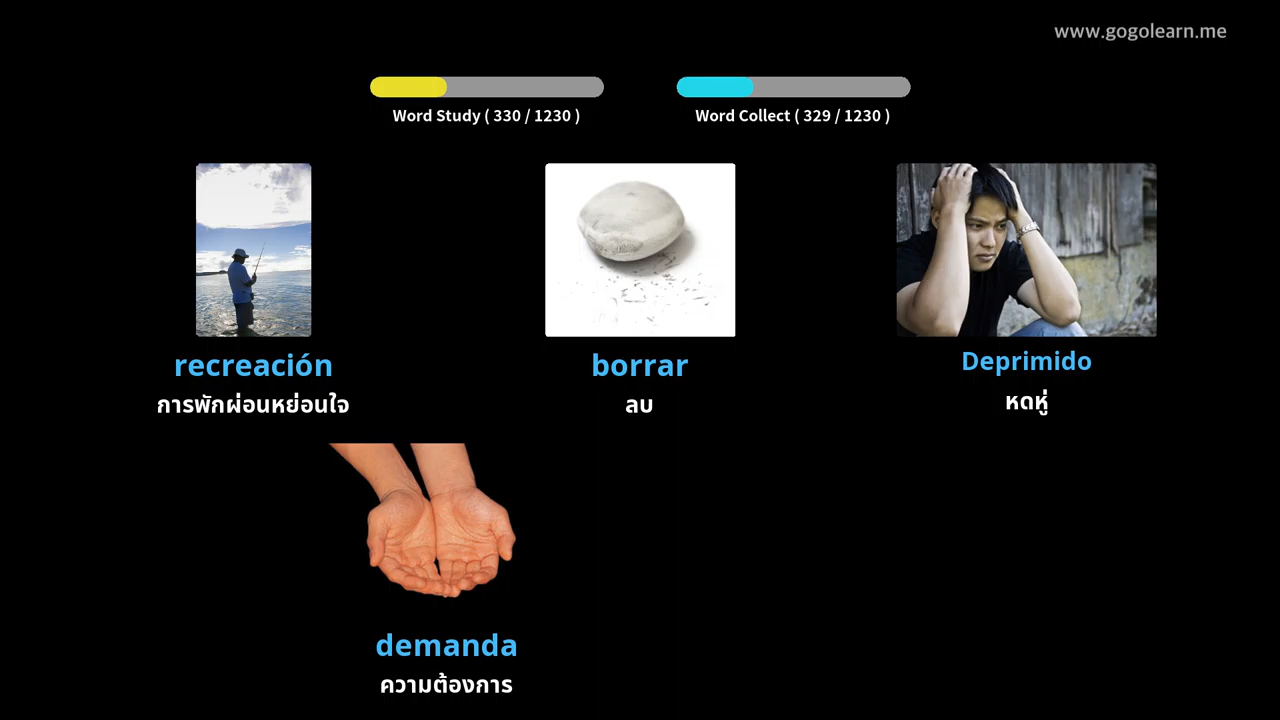 www.gogolearn.me
Word Study ( 330 / 1230 )
Word Collect ( 329 / 1230 )
recreación
การพักผ่อนหย่อนใจ
borrar
ลบ
Deprimido
หดหู่
demanda
ความต้องการ